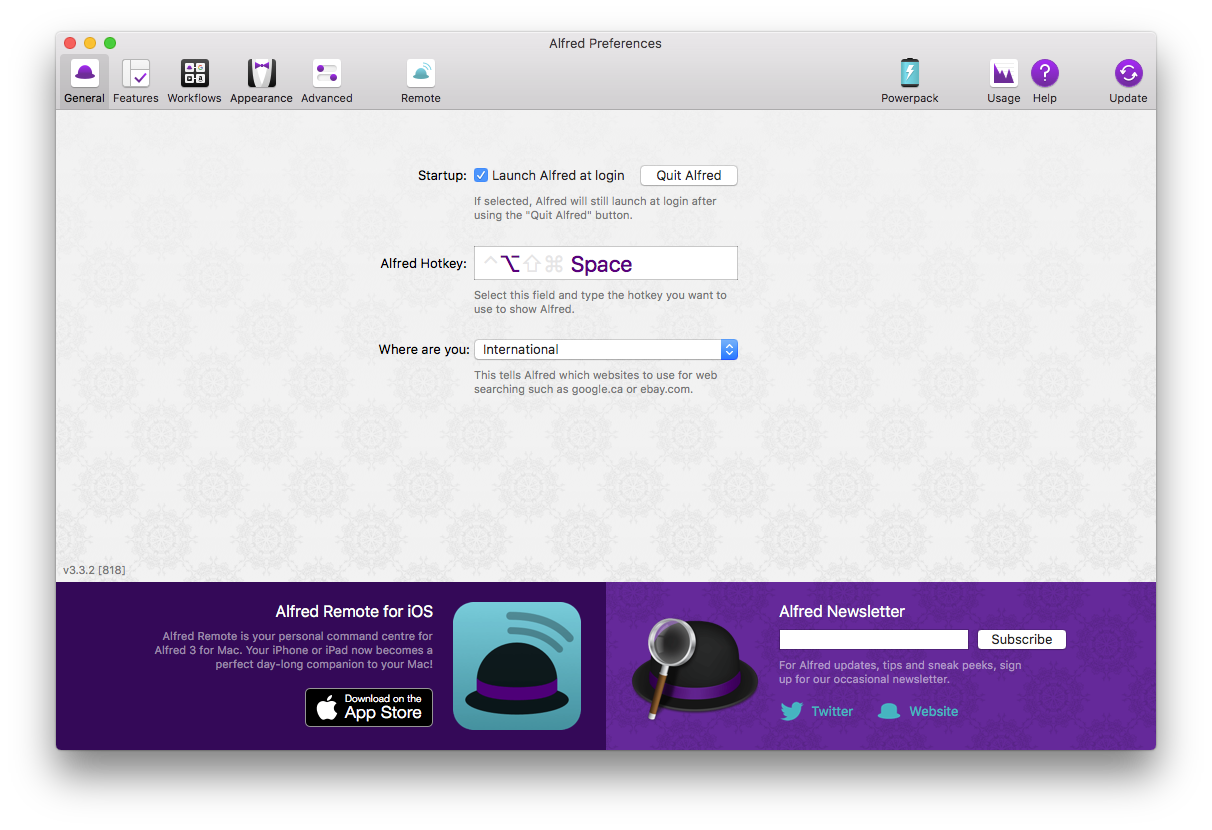 Alfred Preferences
General Features Workflows Appearance Advanced Remote Powerpack Usage Help Update
Startup: Launch Alfred at login Quit Alfred
If selected, Alfred will still launch at login after
using the "Quit Alfred" button.
Alfred Hotkey: ^⌥⇧⌘ Space
Select this field and type the hotkey you want to
use to show Alfred.
Where are you: International
This tells Alfred which websites to use for web
searching such as google.ca or ebay.com.
v3.3.2 [818]
Alfred Remote for iOS
Alfred Remote is your personal command centre for
Alfred 3 for Mac. Your iPhone or iPad now becomes a
perfect day-long companion to your Mac!
Download on the
App Store
Alfred Newsletter
Subscribe
For Alfred updates, tips and sneak peeks, sign
up for our occasional newsletter.
Twitter Website